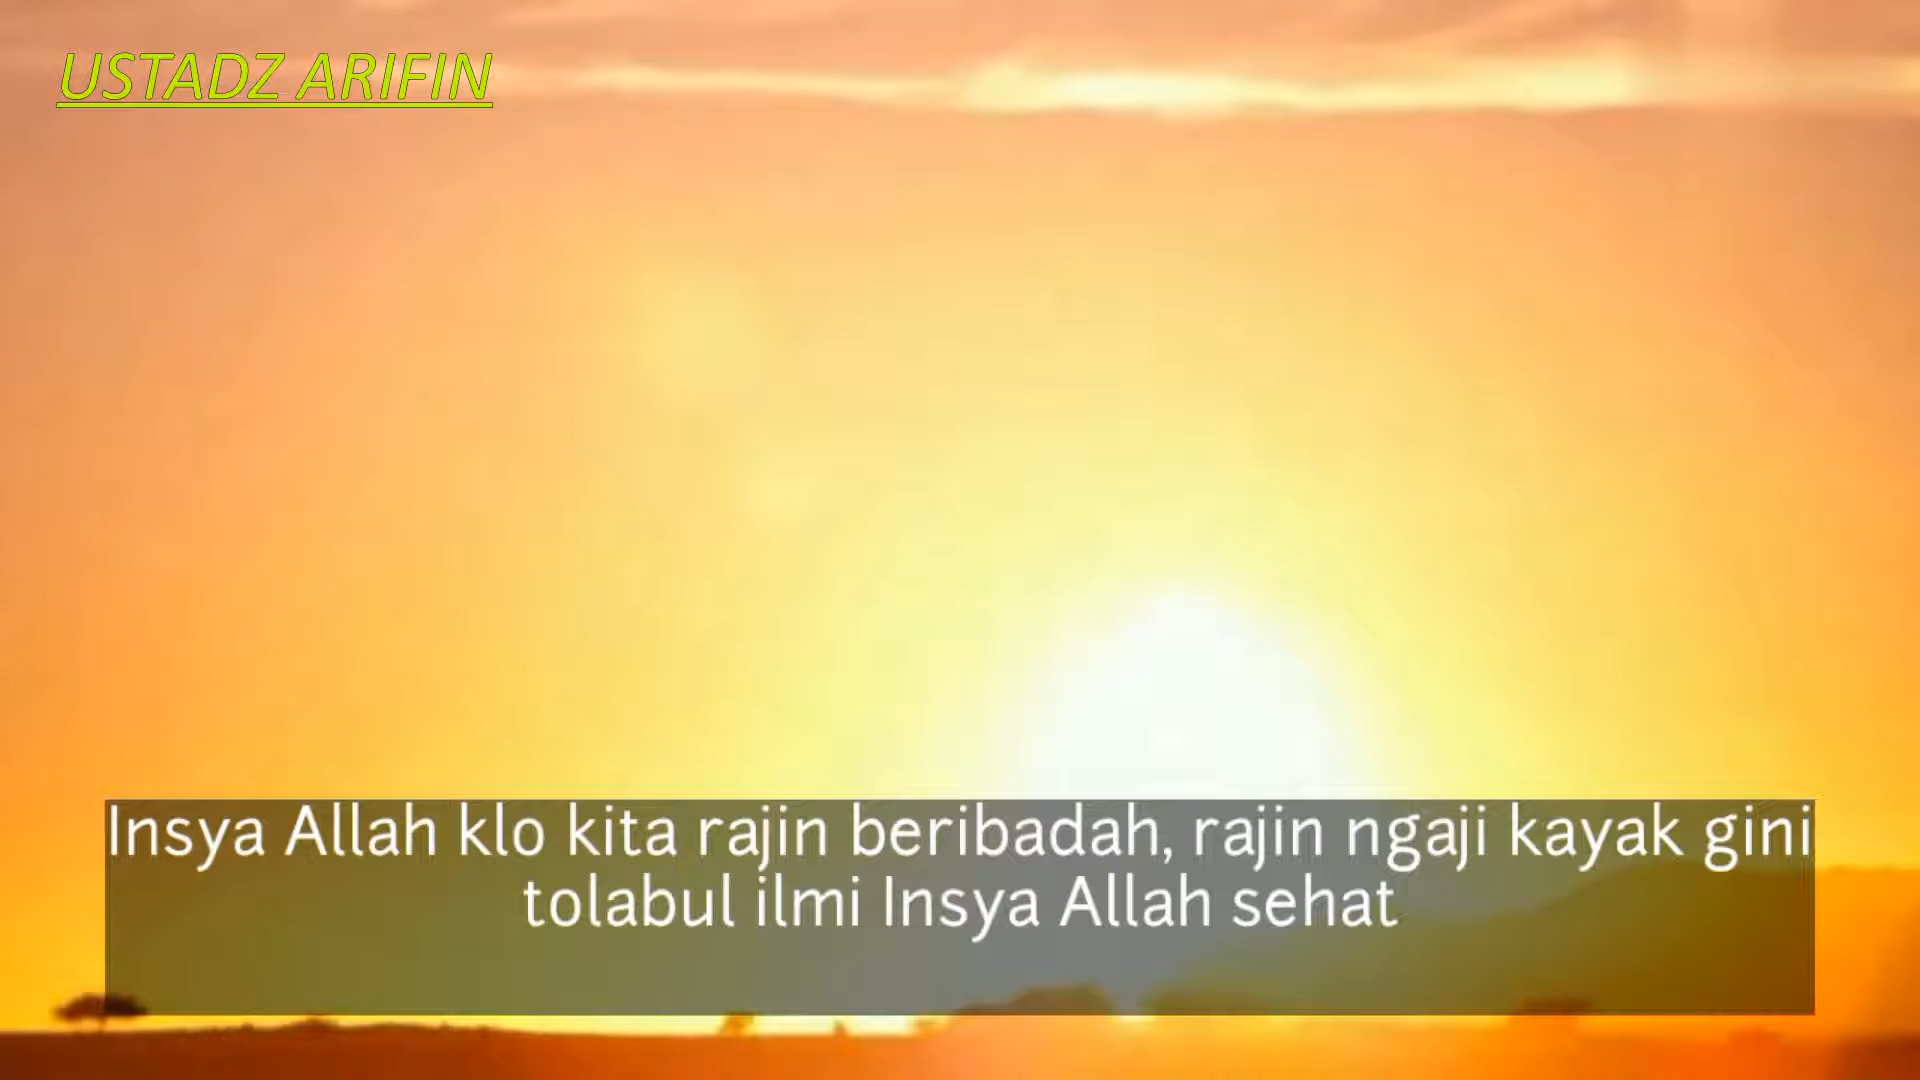 USTADZ ARIFIN
Insya Allah klo kita rajin beribadah, rajin ngaji kayak gini
tolabul ilmi Insya Allah sehat